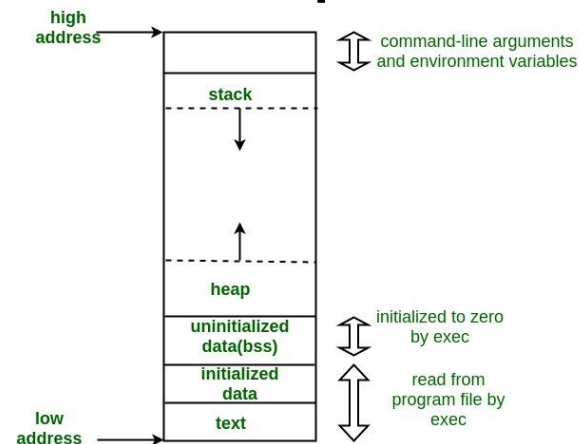 high
address
command-line arguments
and environment variables
stack
heap
uninitialized
data(bss)
initialized to zero
by exec
initialized
data
read from
program file by
exec
text
low
address